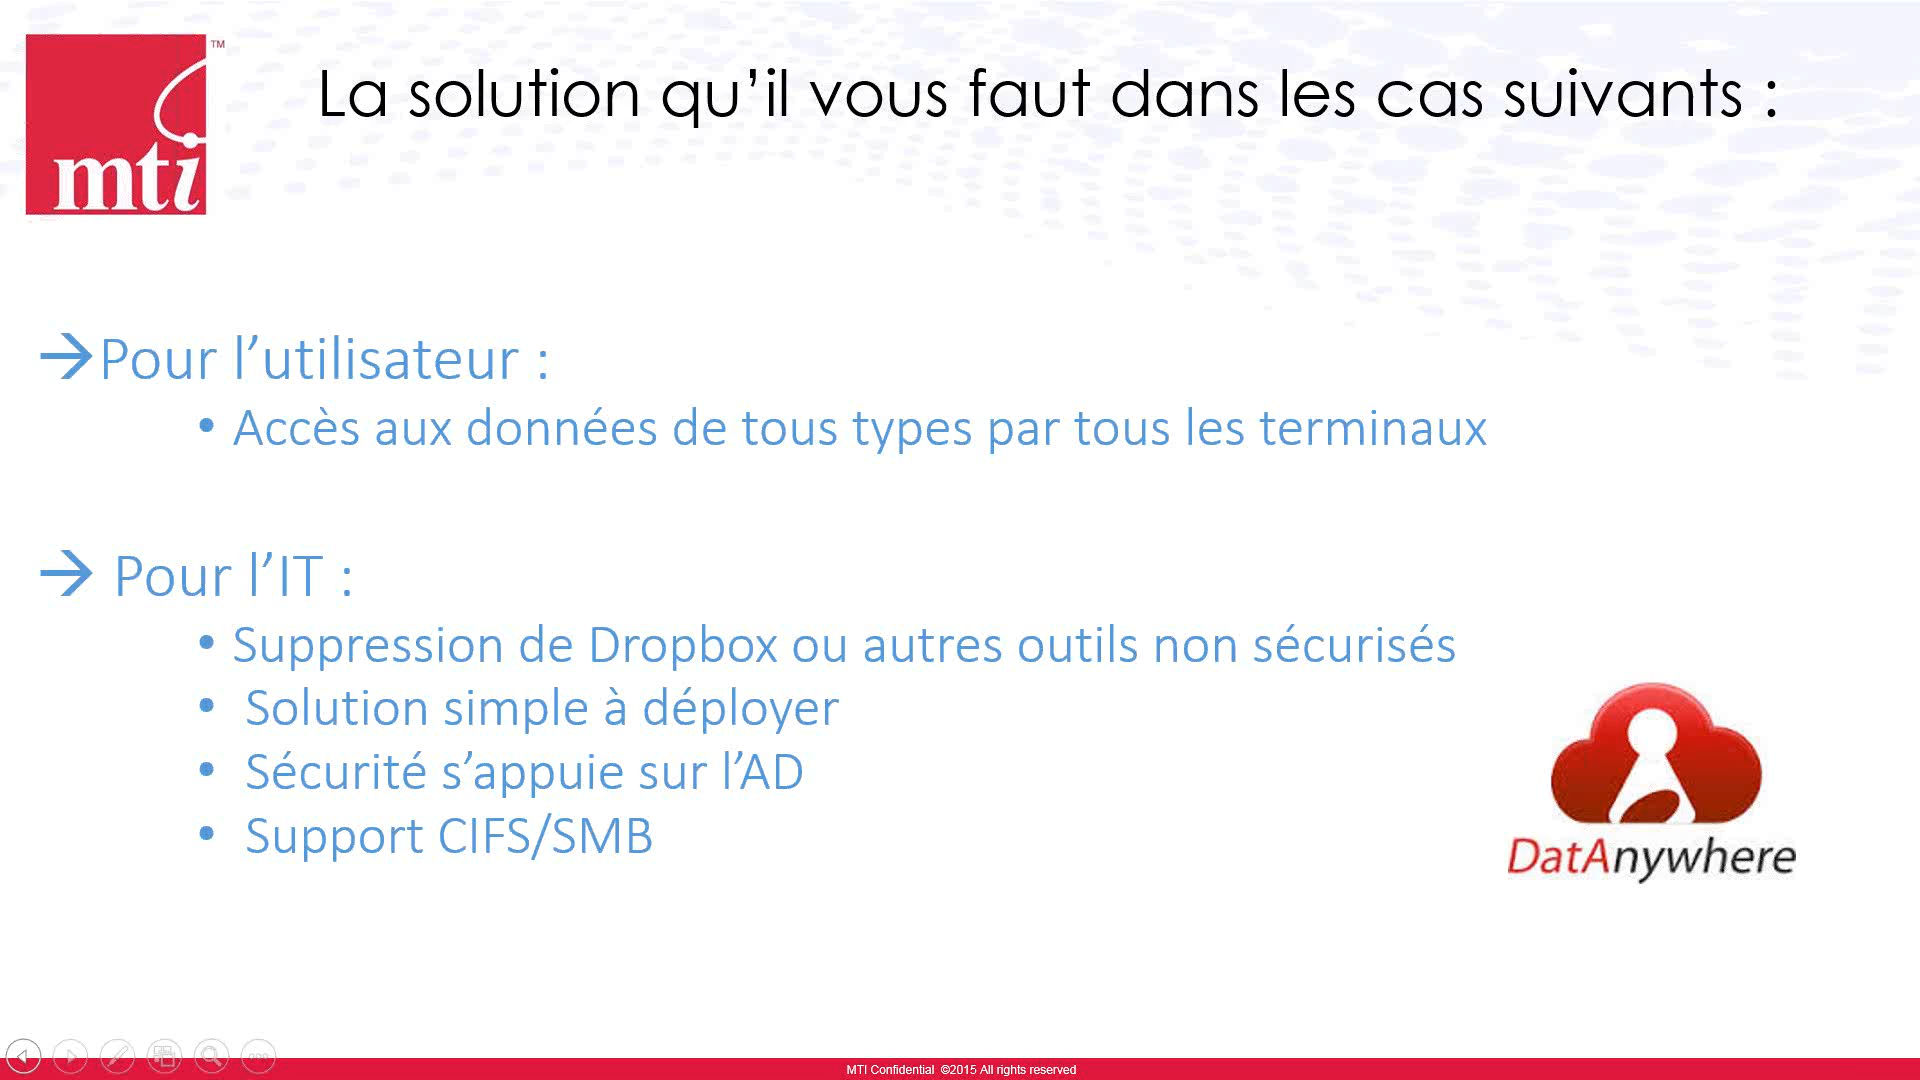 mti
TM
La solution qu’il vous faut dans les cas suivants :
→Pour l’utilisateur :
• Accès aux données de tous types par tous les terminaux
→ Pour l’IT :
• Suppression de Dropbox ou autres outils non sécurisés
• Solution simple à déployer
• Sécurité s’appuie sur l’AD
• Support CIFS/SMB
DatAnywhere
MTI Confidential ©2015 All rights reserved